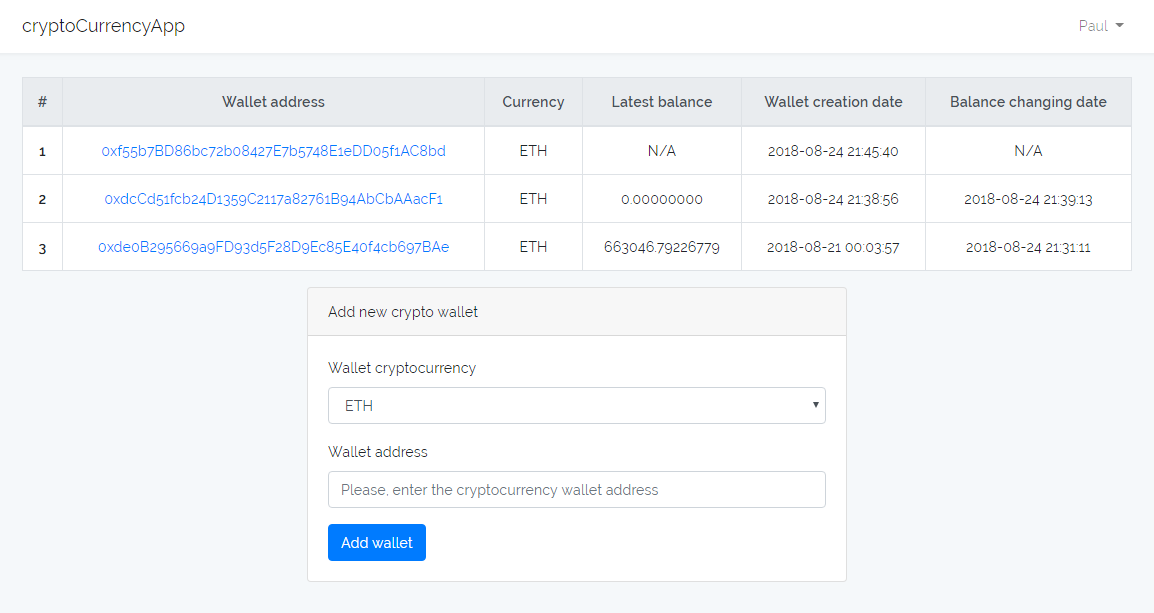 cryptoCurrencyApp Paul
# Wallet address Currency Latest balance Wallet creation date Balance changing date
1 0xf55b7BD86bc72b08427E7b5748E1eDD05f1AC8bd ETH N/A 2018-08-24 21:45:40 N/A
2 0xdcCd51fcb24D1359C2117a82761B94AbCbAAacF1 ETH 0.00000000 2018-08-24 21:38:56 2018-08-24 21:39:13
3 0xde0B295669a9FD93d5F28D9Ec85E40f4cb697BAe ETH 663046.79226779 2018-08-21 00:03:57 2018-08-24 21:31:11
Add new crypto wallet
Wallet cryptocurrency
ETH
Wallet address
Please, enter the cryptocurrency wallet address
Add wallet